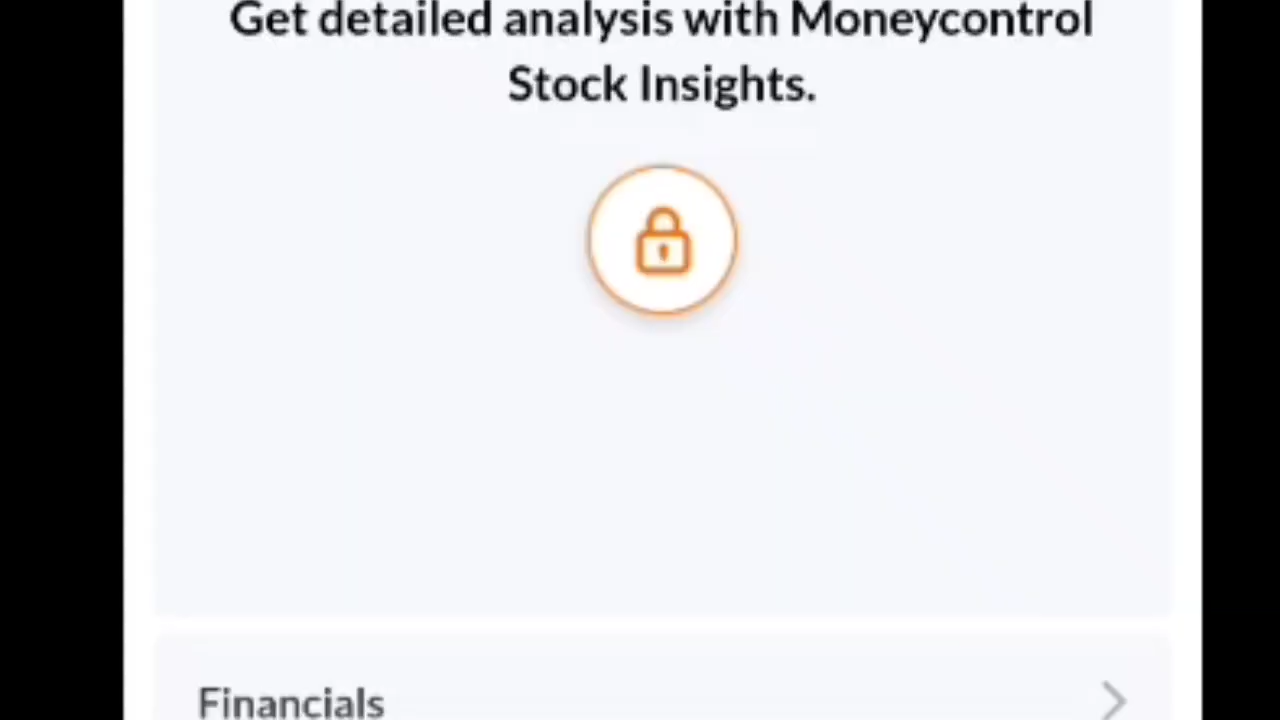 Get detailed analysis with Moneycontrol
Stock Insights.
Financials